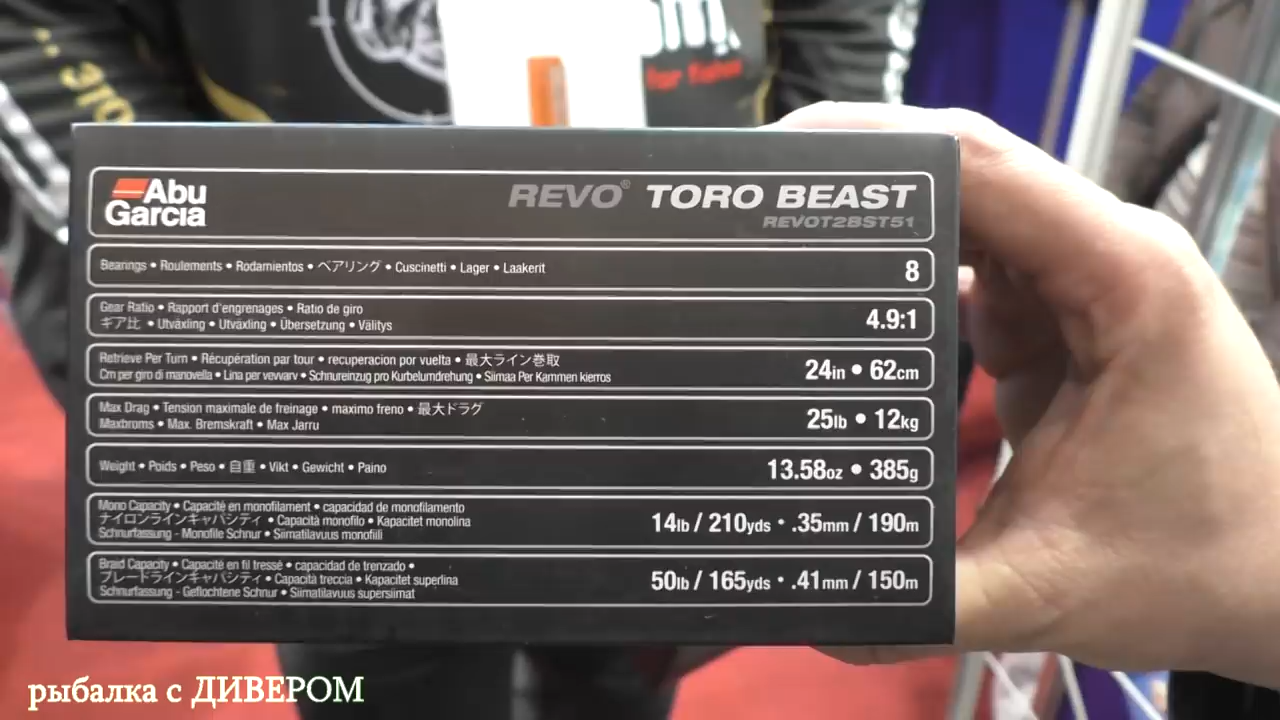 for fishing
Abu
Garcia
REVO® TORO BEAST
REVOT2BST51
Bearings • Roulements • Rodamientos • ベアリング • Cuscinetti • Lager • Laakerit
8
Gear Ratio • Rapport d'engrenages • Ratio de giro
ギア比 • Utväxling • Utväxling • Übersetzung • Välitys
4.9:1
Retrieve Per Turn • Récupération par tour • recuperacion por vuelta • 最大ライン巻取
Cm per giro di manovella • Lina per vevvarv • Schnureinzug pro Kurbelumdrehung • Siimaa Per Kammen kierros
24in • 62cm
Max Drag • Tension maximale de freinage • maximo freno • 最大ドラグ
Maxbroms • Max. Bremskraft • Max Jarru
25lb • 12kg
Weight • Poids • Peso • 自重 • Vikt • Gewicht • Paino
13.58oz • 385g
Mono Capacity • Capacité en monofilament • capacidad de monofilamento
ナイロンラインキャパシティ • Capacità monofilo • Kapacitet monolina
Schnurfassung - Monofile Schnur • Siimatilavuus monofiili
14lb / 210yds • .35mm / 190m
Braid Capacity • Capacité en fil tressé • capacidad de trenzado •
ブレードラインキャパシティ • Capacità treccia • Kapacitet superlina
Schnurfassung - Geflochtene Schnur • Siimatilavuus supersiimat
50lb / 165yds • .41mm / 150m
рыбалка с ДИВЕРОМ